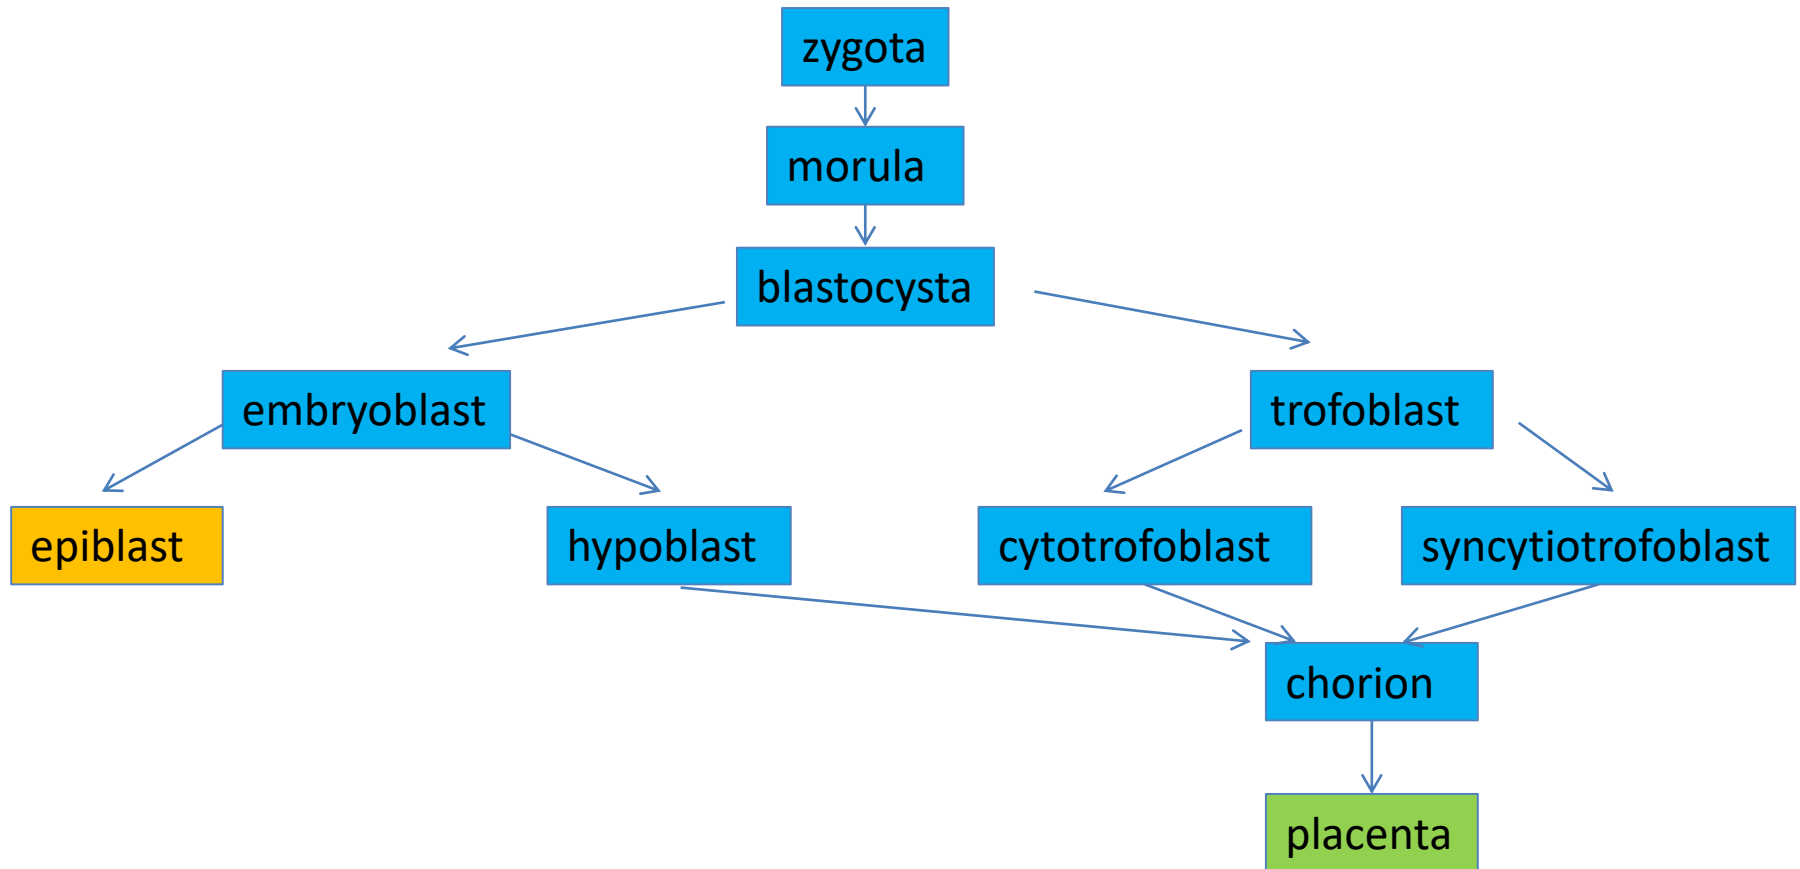 zygota
morula
blastocysta
embryoblast
trofoblast
epiblast
hypoblast
cytotrofoblast
syncytiotrofoblast
chorion
placenta